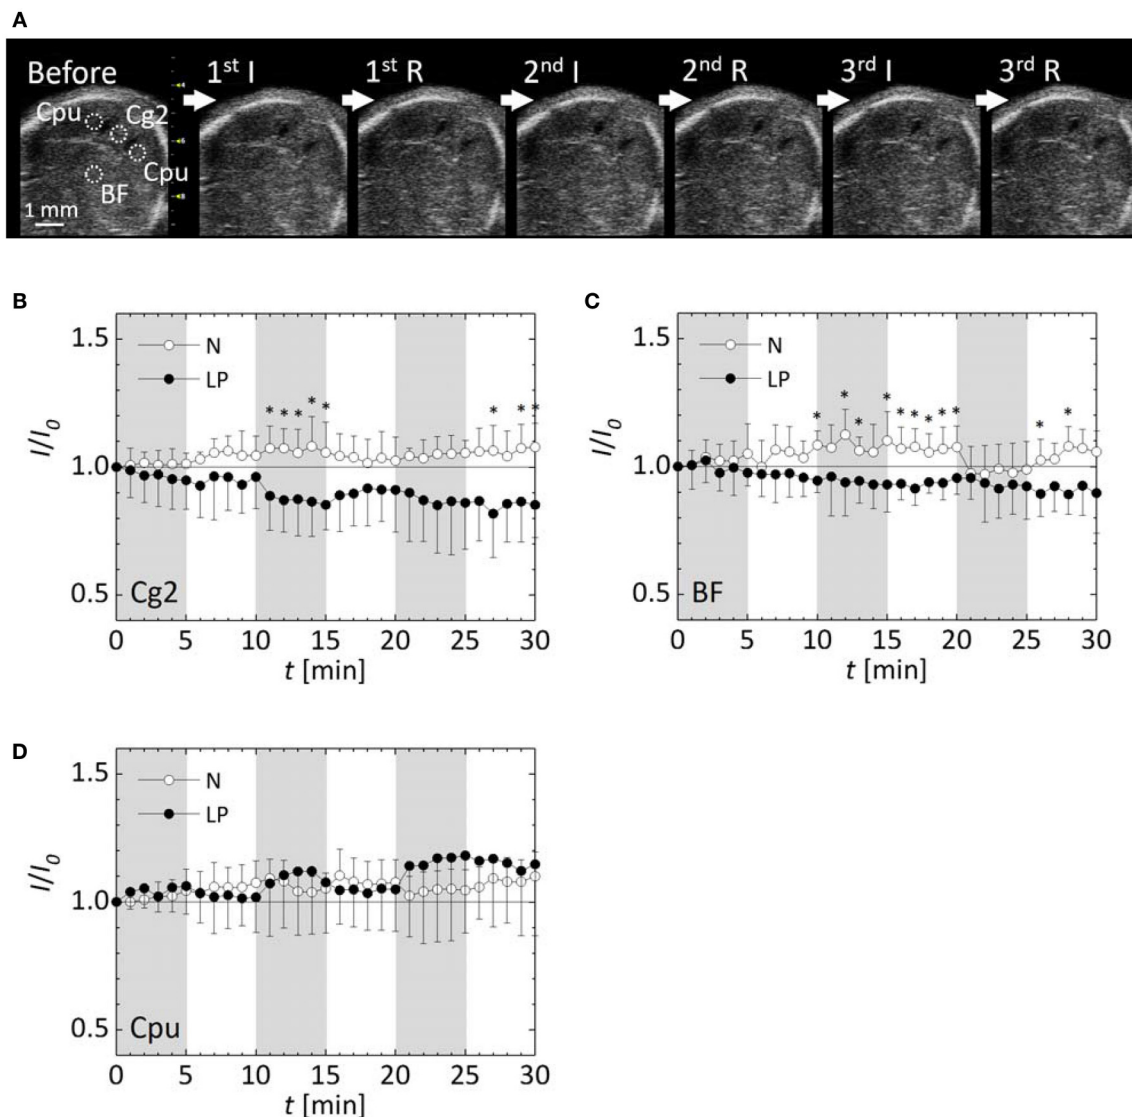 A
Before
1st I
1st R
2nd I
2nd R
3rd I
3rd R
Cpu
Cg2
Cpu
BF
1 mm
B
1.5
1.0
0.5
I/I0
N
LP
* * * * * * * *
Cg2
0 5 10 15 20 25 30
t [min]
C
1.5
1.0
0.5
I/I0
N
LP
* * * * * * * * * * *
BF
0 5 10 15 20 25 30
t [min]
D
1.5
1.0
0.5
I/I0
N
LP
Cpu
0 5 10 15 20 25 30
t [min]